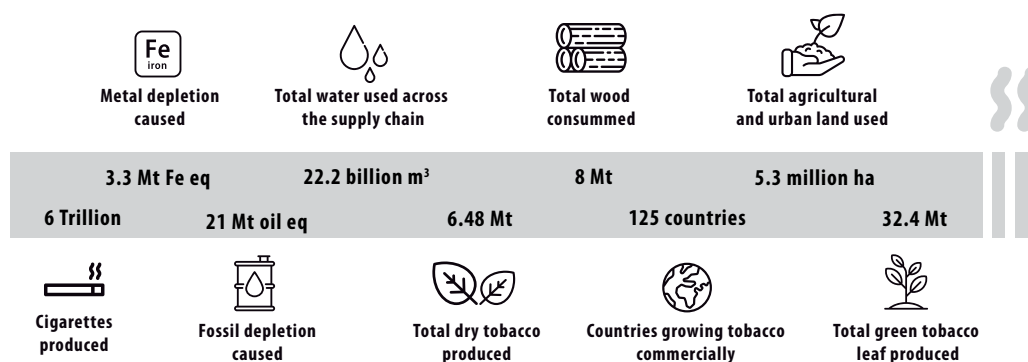 Fe
iron
Metal depletion
caused
Total water used across
the supply chain
Total wood
consummed
Total agricultural
and urban land used
3.3 Mt Fe eq
22.2 billion m³
8 Mt
5.3 million ha
6 Trillion
21 Mt oil eq
6.48 Mt
125 countries
32.4 Mt
Cigarettes
produced
Fossil depletion
caused
Total dry tobacco
produced
Countries growing tobacco
commercially
Total green tobacco
leaf produced